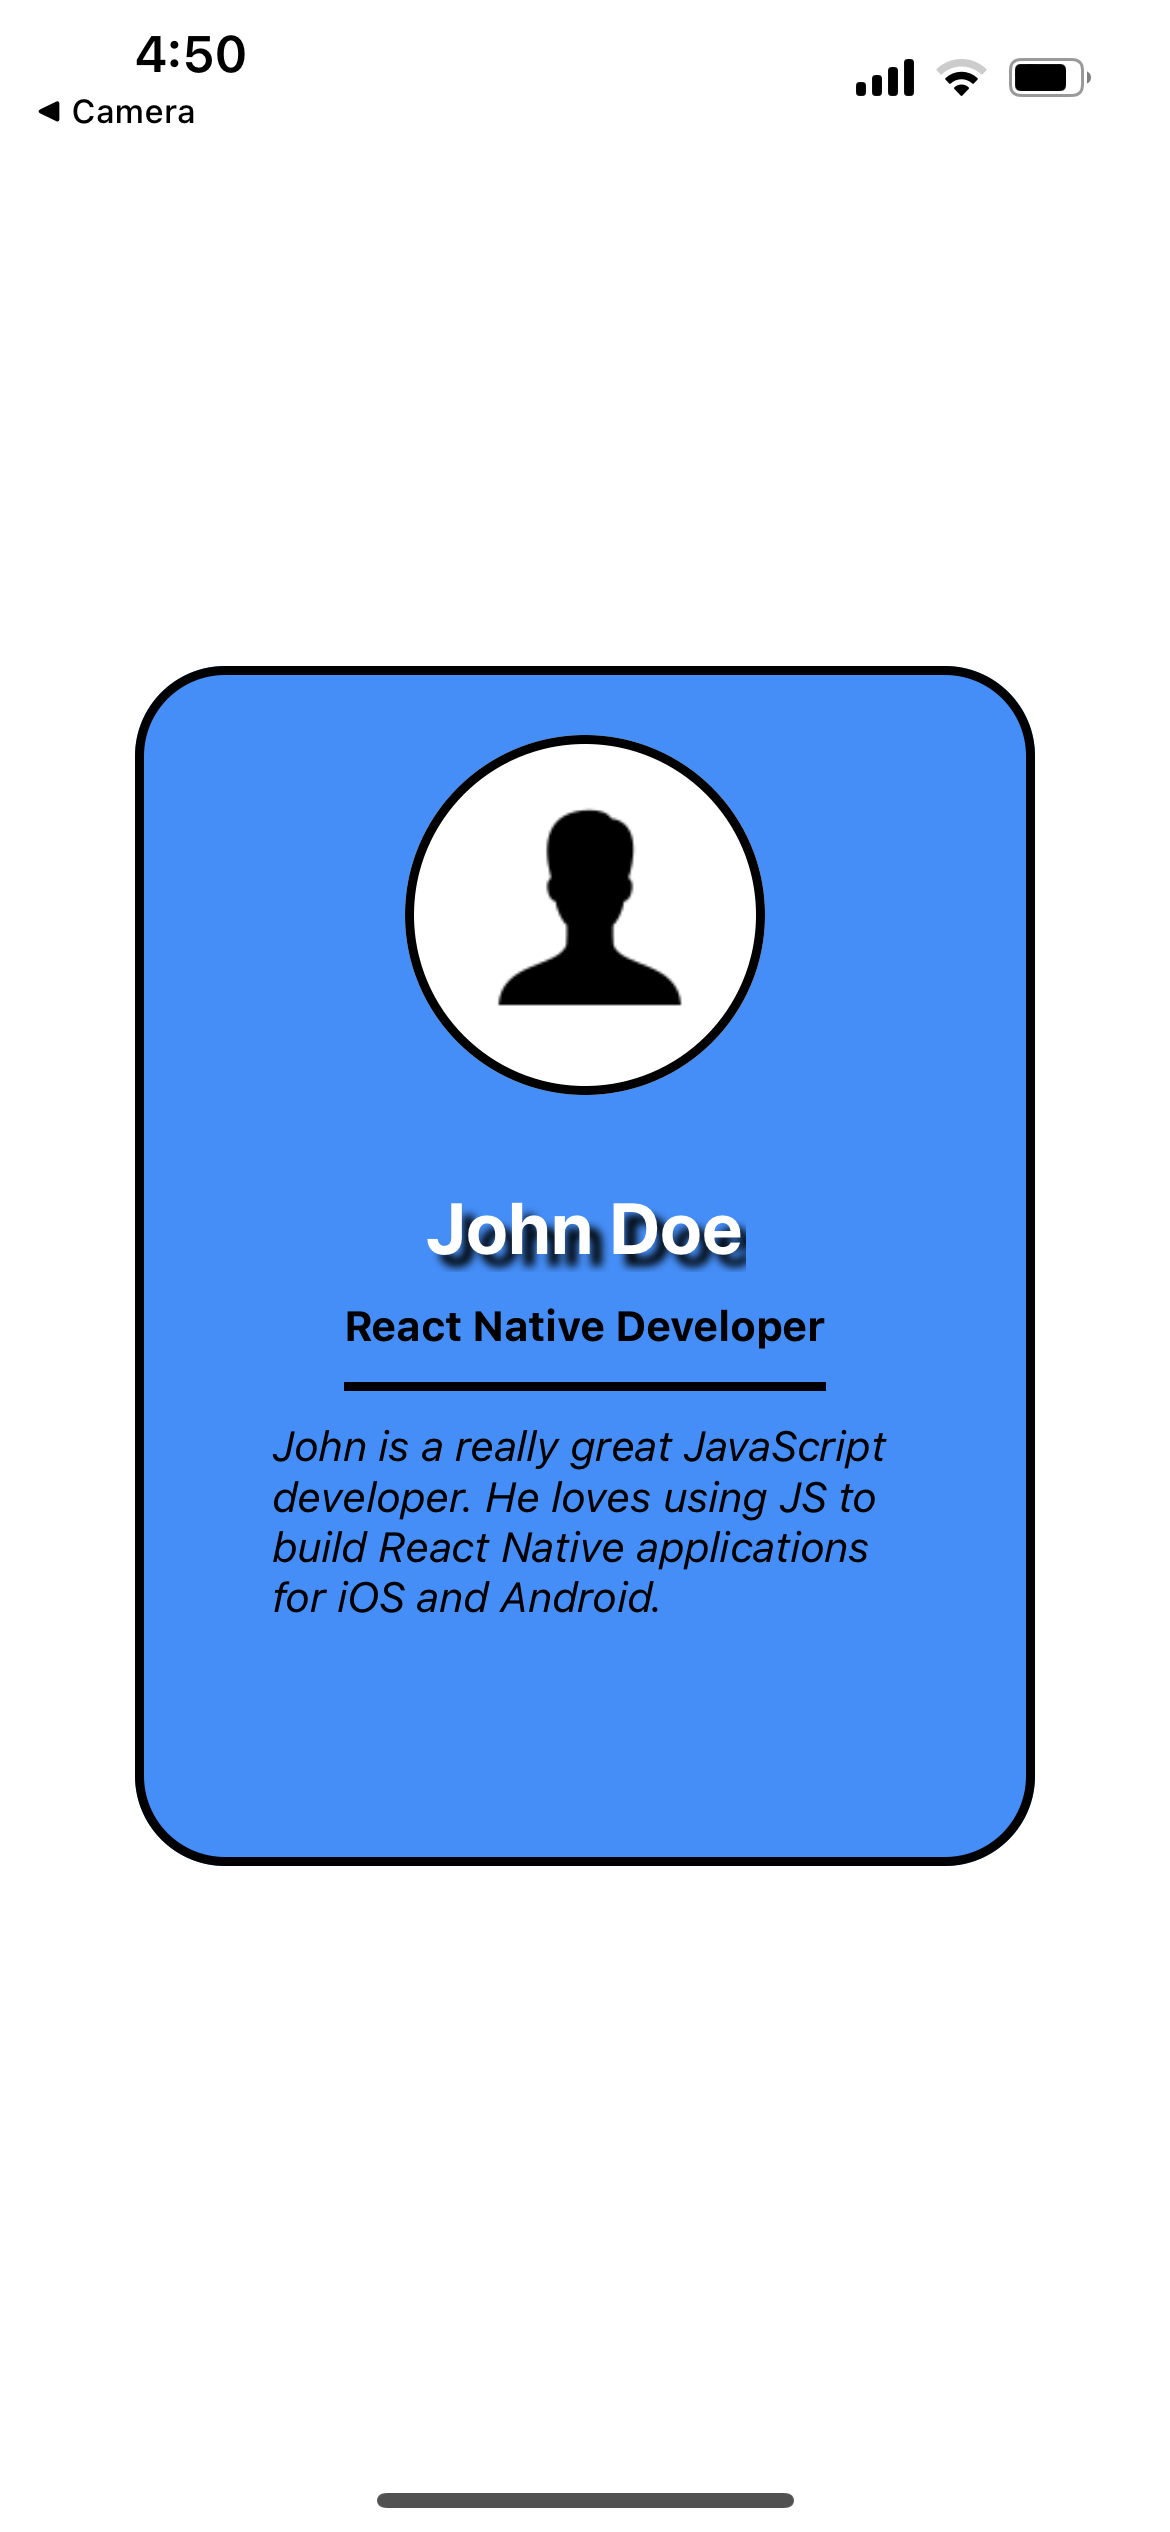 4:50
Camera
John Doe
React Native Developer
John is a really great JavaScript
developer. He loves using JS to
build React Native applications
for iOS and Android.